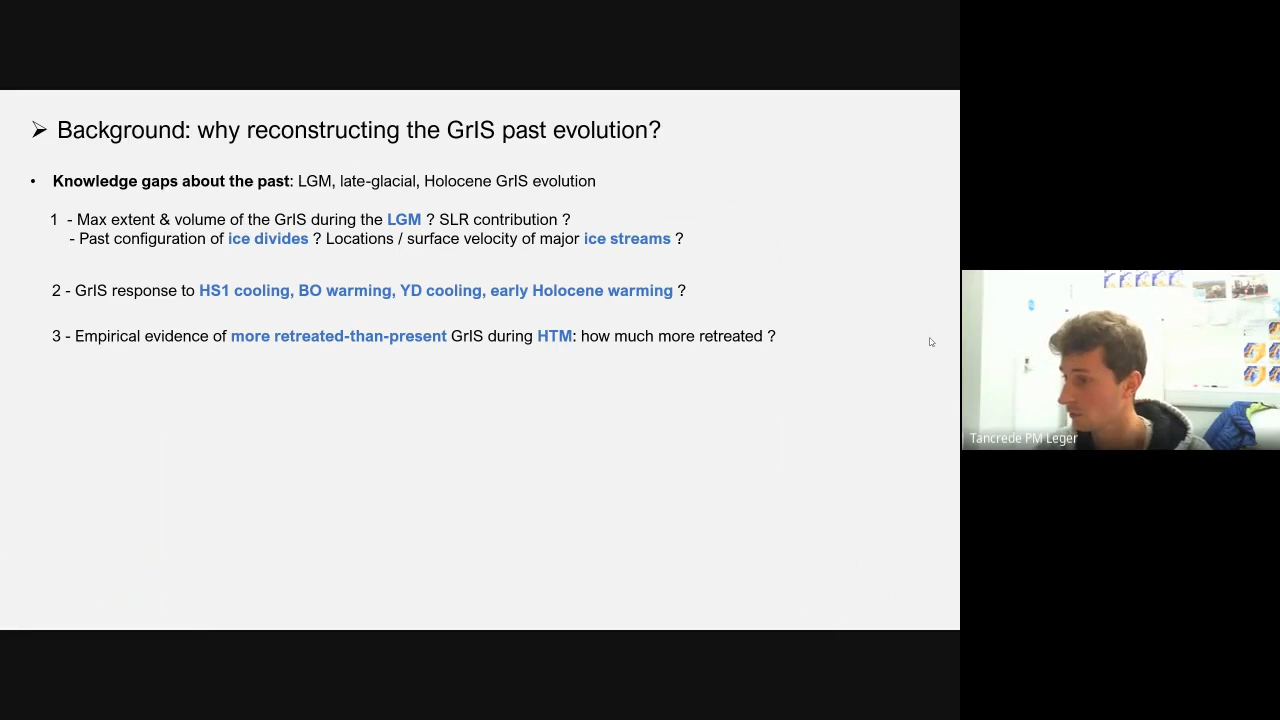 ➢ Background: why reconstructing the GrIS past evolution?
• Knowledge gaps about the past: LGM, late-glacial, Holocene GrIS evolution
1 - Max extent & volume of the GrIS during the LGM ? SLR contribution ?
- Past configuration of ice divides ? Locations / surface velocity of major ice streams ?
2 - GrIS response to HS1 cooling, BO warming, YD cooling, early Holocene warming ?
3 - Empirical evidence of more retreated-than-present GrIS during HTM: how much more retreated ?
Tancrede PM Leger